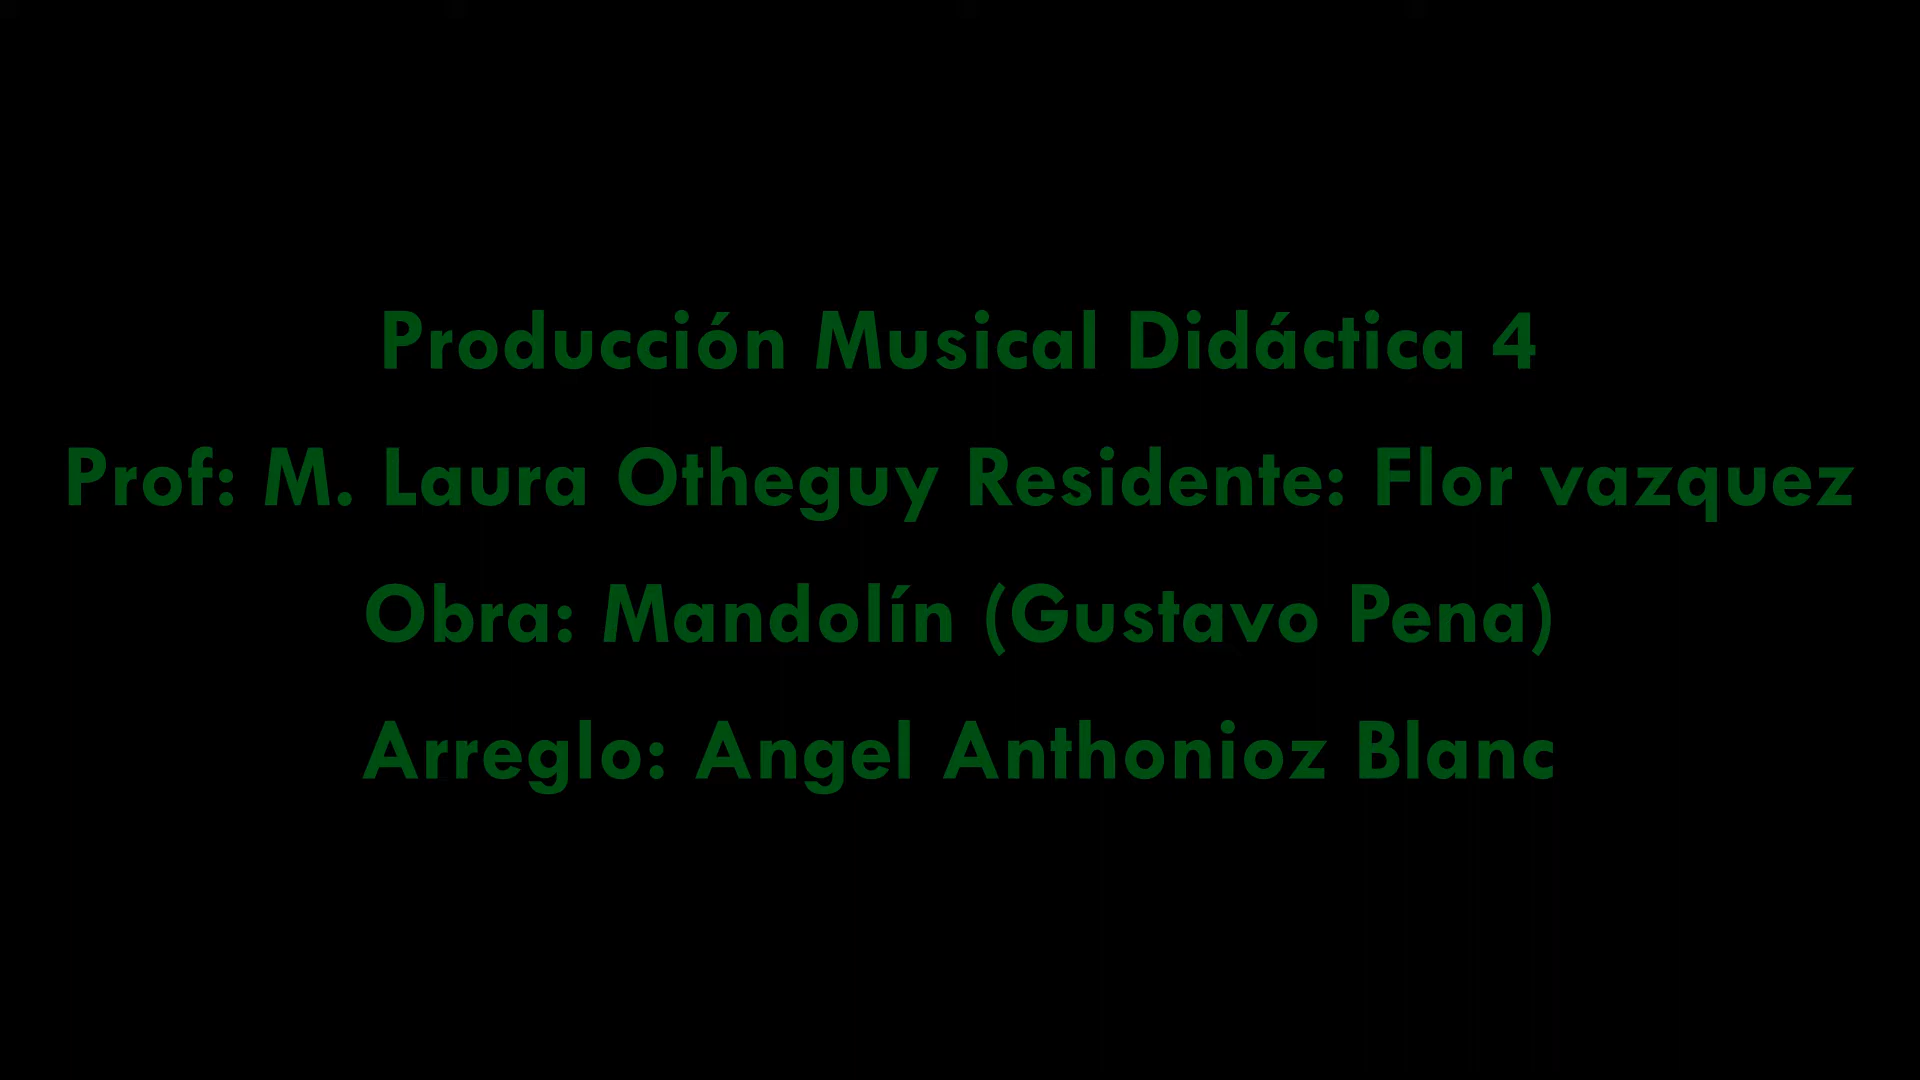 Producción Musical Didáctica 4
Prof: M. Laura Otheguy Residente: Flor vazquez
Obra: Mandolín (Gustavo Pena)
Arreglo: Angel Anthonioz Blanc